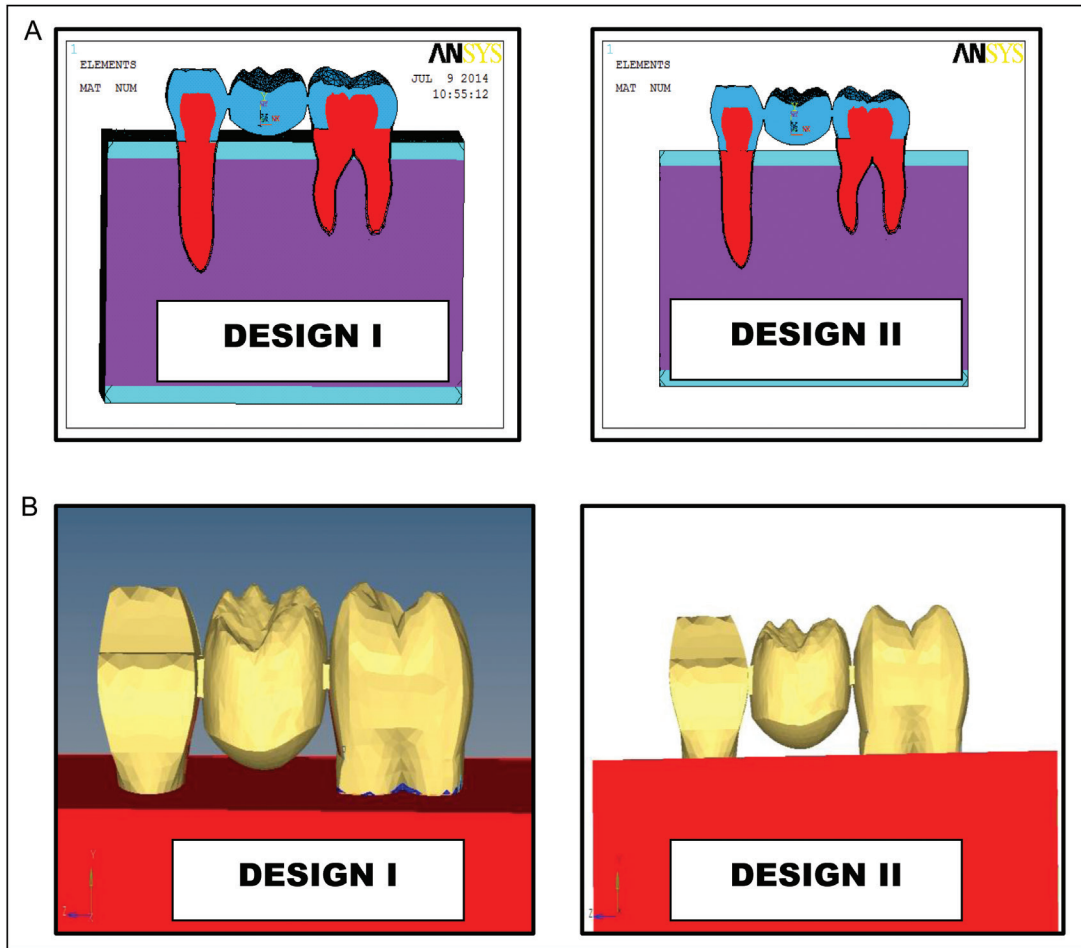 A
1
ELEMENTS
MAT NUM
ANSYS
JUL 9 2014
10:55:12
DESIGN I
1
ELEMENTS
MAT NUM
ANSYS
DESIGN II
B
Y
Z
DESIGN I
Z
DESIGN II